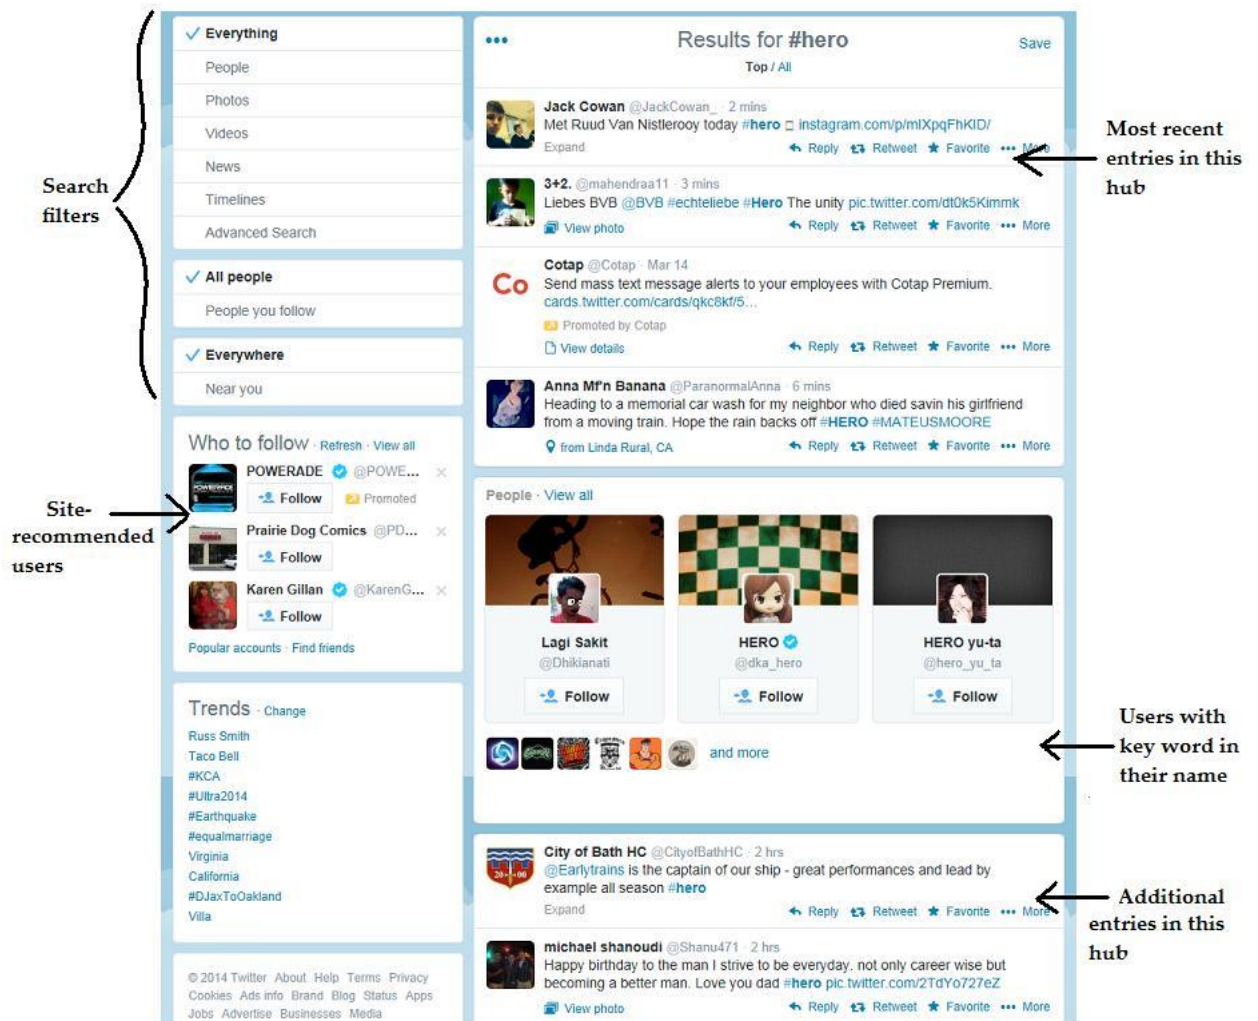 Search
filters
Site-
recommended
users
Everything
People
Photos
Videos
News
Timelines
Advanced Search
All people
People you follow
Everywhere
Near you
Who to follow · Refresh · View all
POWERADE @POWE...
Follow Promoted
Prairie Dog Comics @PD...
Follow
Karen Gillan @KarenG...
Follow
Popular accounts · Find friends
Trends · Change
Russ Smith
Taco Bell
#KCA
#Ultra2014
#Earthquake
#equalmarriage
Virginia
California
#DJaxToOakland
Villa
© 2014 Twitter About Help Terms Privacy
Cookies Ads info Brand Blog Status Apps
Jobs Advertise Businesses Media
Results for #hero
Save
Top / All
Jack Cowan @JackCowan_ · 2 mins
Met Ruud Van Nistlerooy today #hero instagram.com/p/mlXpqFhKID/
Expand Reply Retweet Favorite More
3+2. @mahendraa11 · 3 mins
Liebes BVB @BVB #echteliebe #Hero The unity pic.twitter.com/dt0k5Kimmk
View photo Reply Retweet Favorite More
Co
Cotap @Cotap · Mar 14
Send mass text message alerts to your employees with Cotap Premium.
cards.twitter.com/cards/qkc8kf/5...
Promoted by Cotap
View details Reply Retweet Favorite More
Anna Mf'n Banana @ParanormalAnna · 6 mins
Heading to a memorial car wash for my neighbor who died savin his girlfriend
from a moving train. Hope the rain backs off #HERO #MATEUSMOORE
from Linda Rural, CA Reply Retweet Favorite More
People · View all
Lagi Sakit
@Dhikianati
Follow
HERO
@dka_hero
Follow
HERO yu-ta
@hero_yu_ta
Follow
and more
City of Bath HC @CityofBathHC · 2 hrs
@Earlytrains is the captain of our ship - great performances and lead by
example all season #hero
Expand Reply Retweet Favorite More
michael shanoudi @Shanu471 · 2 hrs
Happy birthday to the man I strive to be everyday, not only career wise but
becoming a better man. Love you dad #hero pic.twitter.com/2TdYo727eZ
View photo Reply Retweet Favorite More
Most recent
entries in this
hub
Users with
key word in
their name
Additional
entries in this
hub